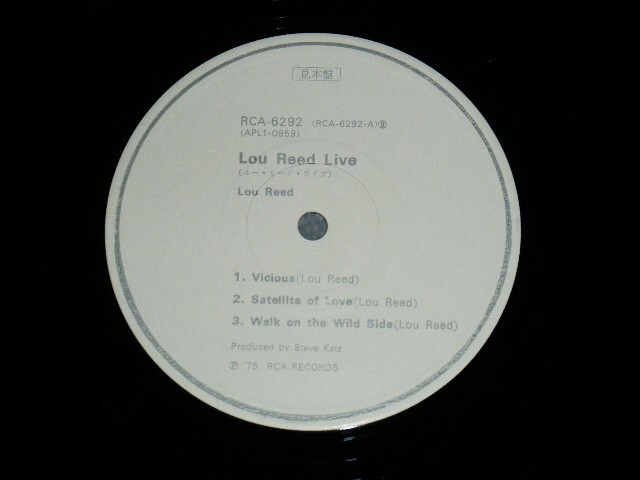 見本盤
RCA-6292 (RCA-6292-A)Ⓢ
(APL1-0959)
Lou Reed Live
(ルー・リード・ライブ)
Lou Reed
1. Vicious(Lou Reed)
2. Satellite of Love(Lou Reed)
3. Walk on the Wild Side(Lou Reed)
Produced by Steve Katz
℗ '75 RCA RECORDS